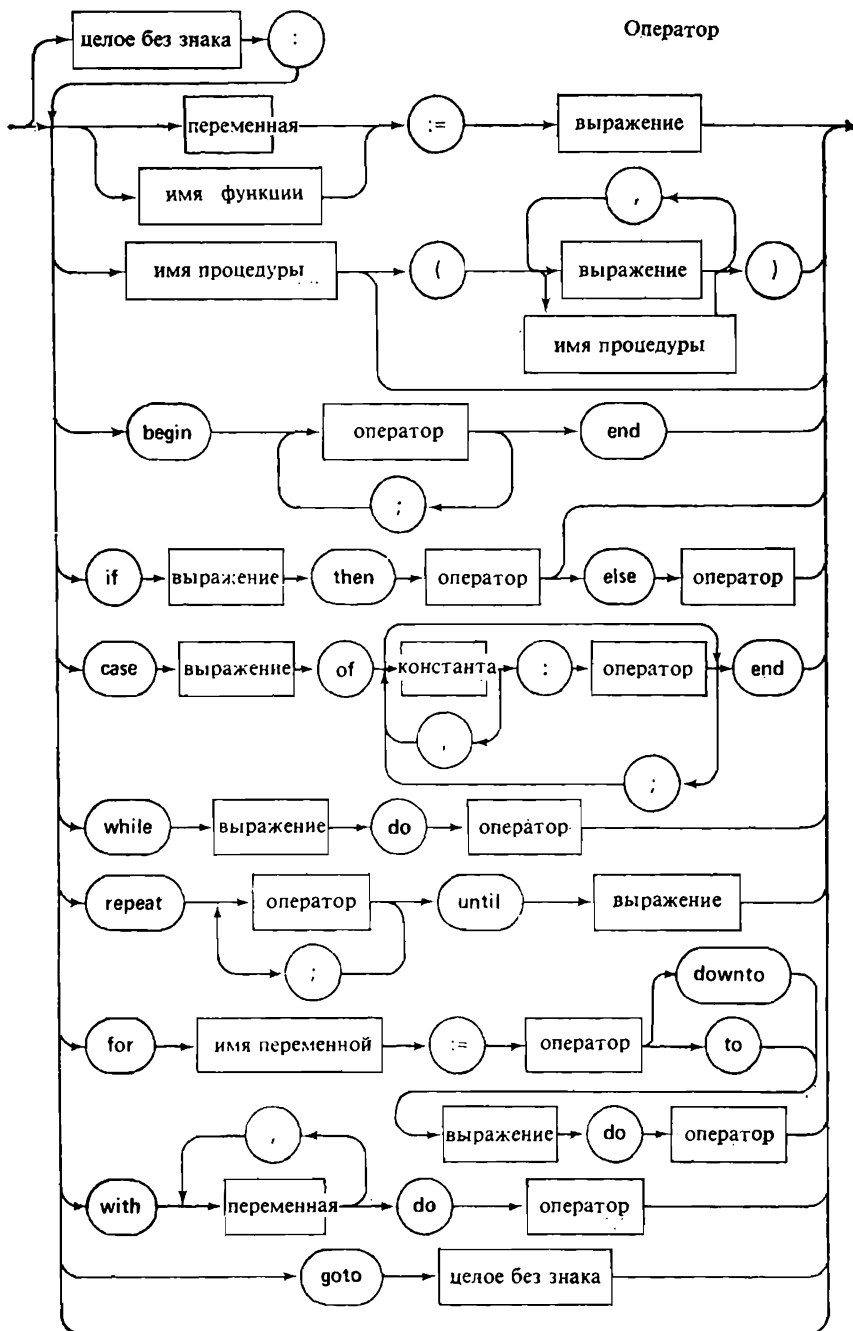 Оператор
целое без знака :
переменная := выражение
имя функции
,
имя процедуры ( выражение )
имя процедуры
begin оператор end
;
if выражение then оператор else оператор
case выражение of константа : оператор end
,
;
while выражение do оператор
repeat оператор until выражение
;
downto
for имя переменной := оператор to
выражение do оператор
,
with переменная do оператор
goto целое без знака